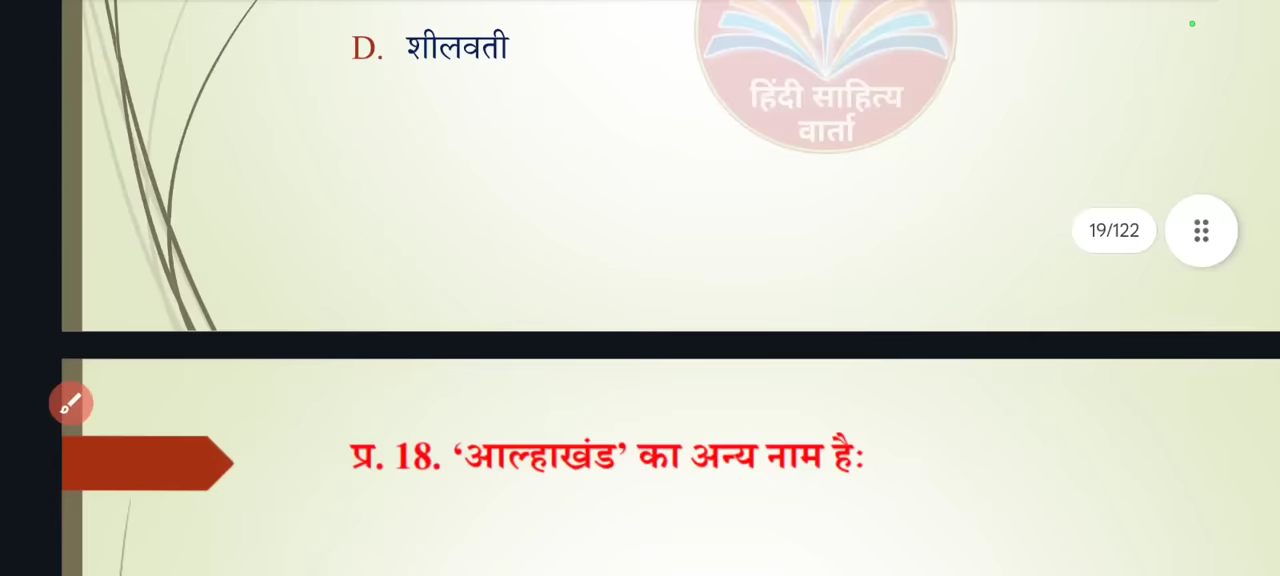 D. शीलवती
हिंदी साहित्य
वार्ता
19/122
प्र. 18. ‘आल्हाखंड’ का अन्य नाम हैः